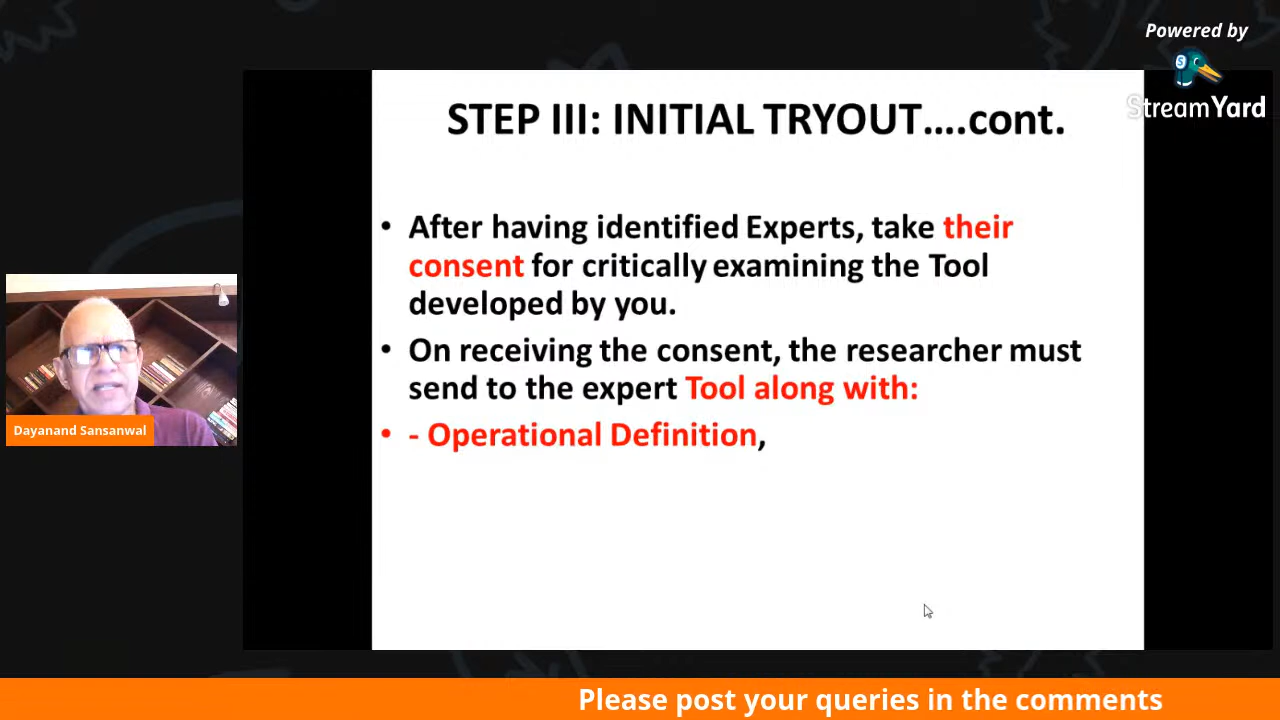 Powered by
StreamYard
STEP III: INITIAL TRYOUT....cont.
• After having identified Experts, take their
consent for critically examining the Tool
developed by you.
• On receiving the consent, the researcher must
send to the expert Tool along with:
• - Operational Definition,
Dayanand Sansanwal
Please post your queries in the comments